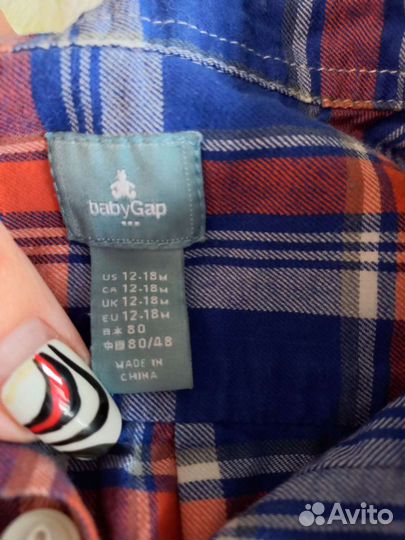 babyGap
US 12-18M
CA 12-18M
UK 12-18M
EU 12-18M
日本 80
中国 80/48
MADE IN
CHINA
Avito